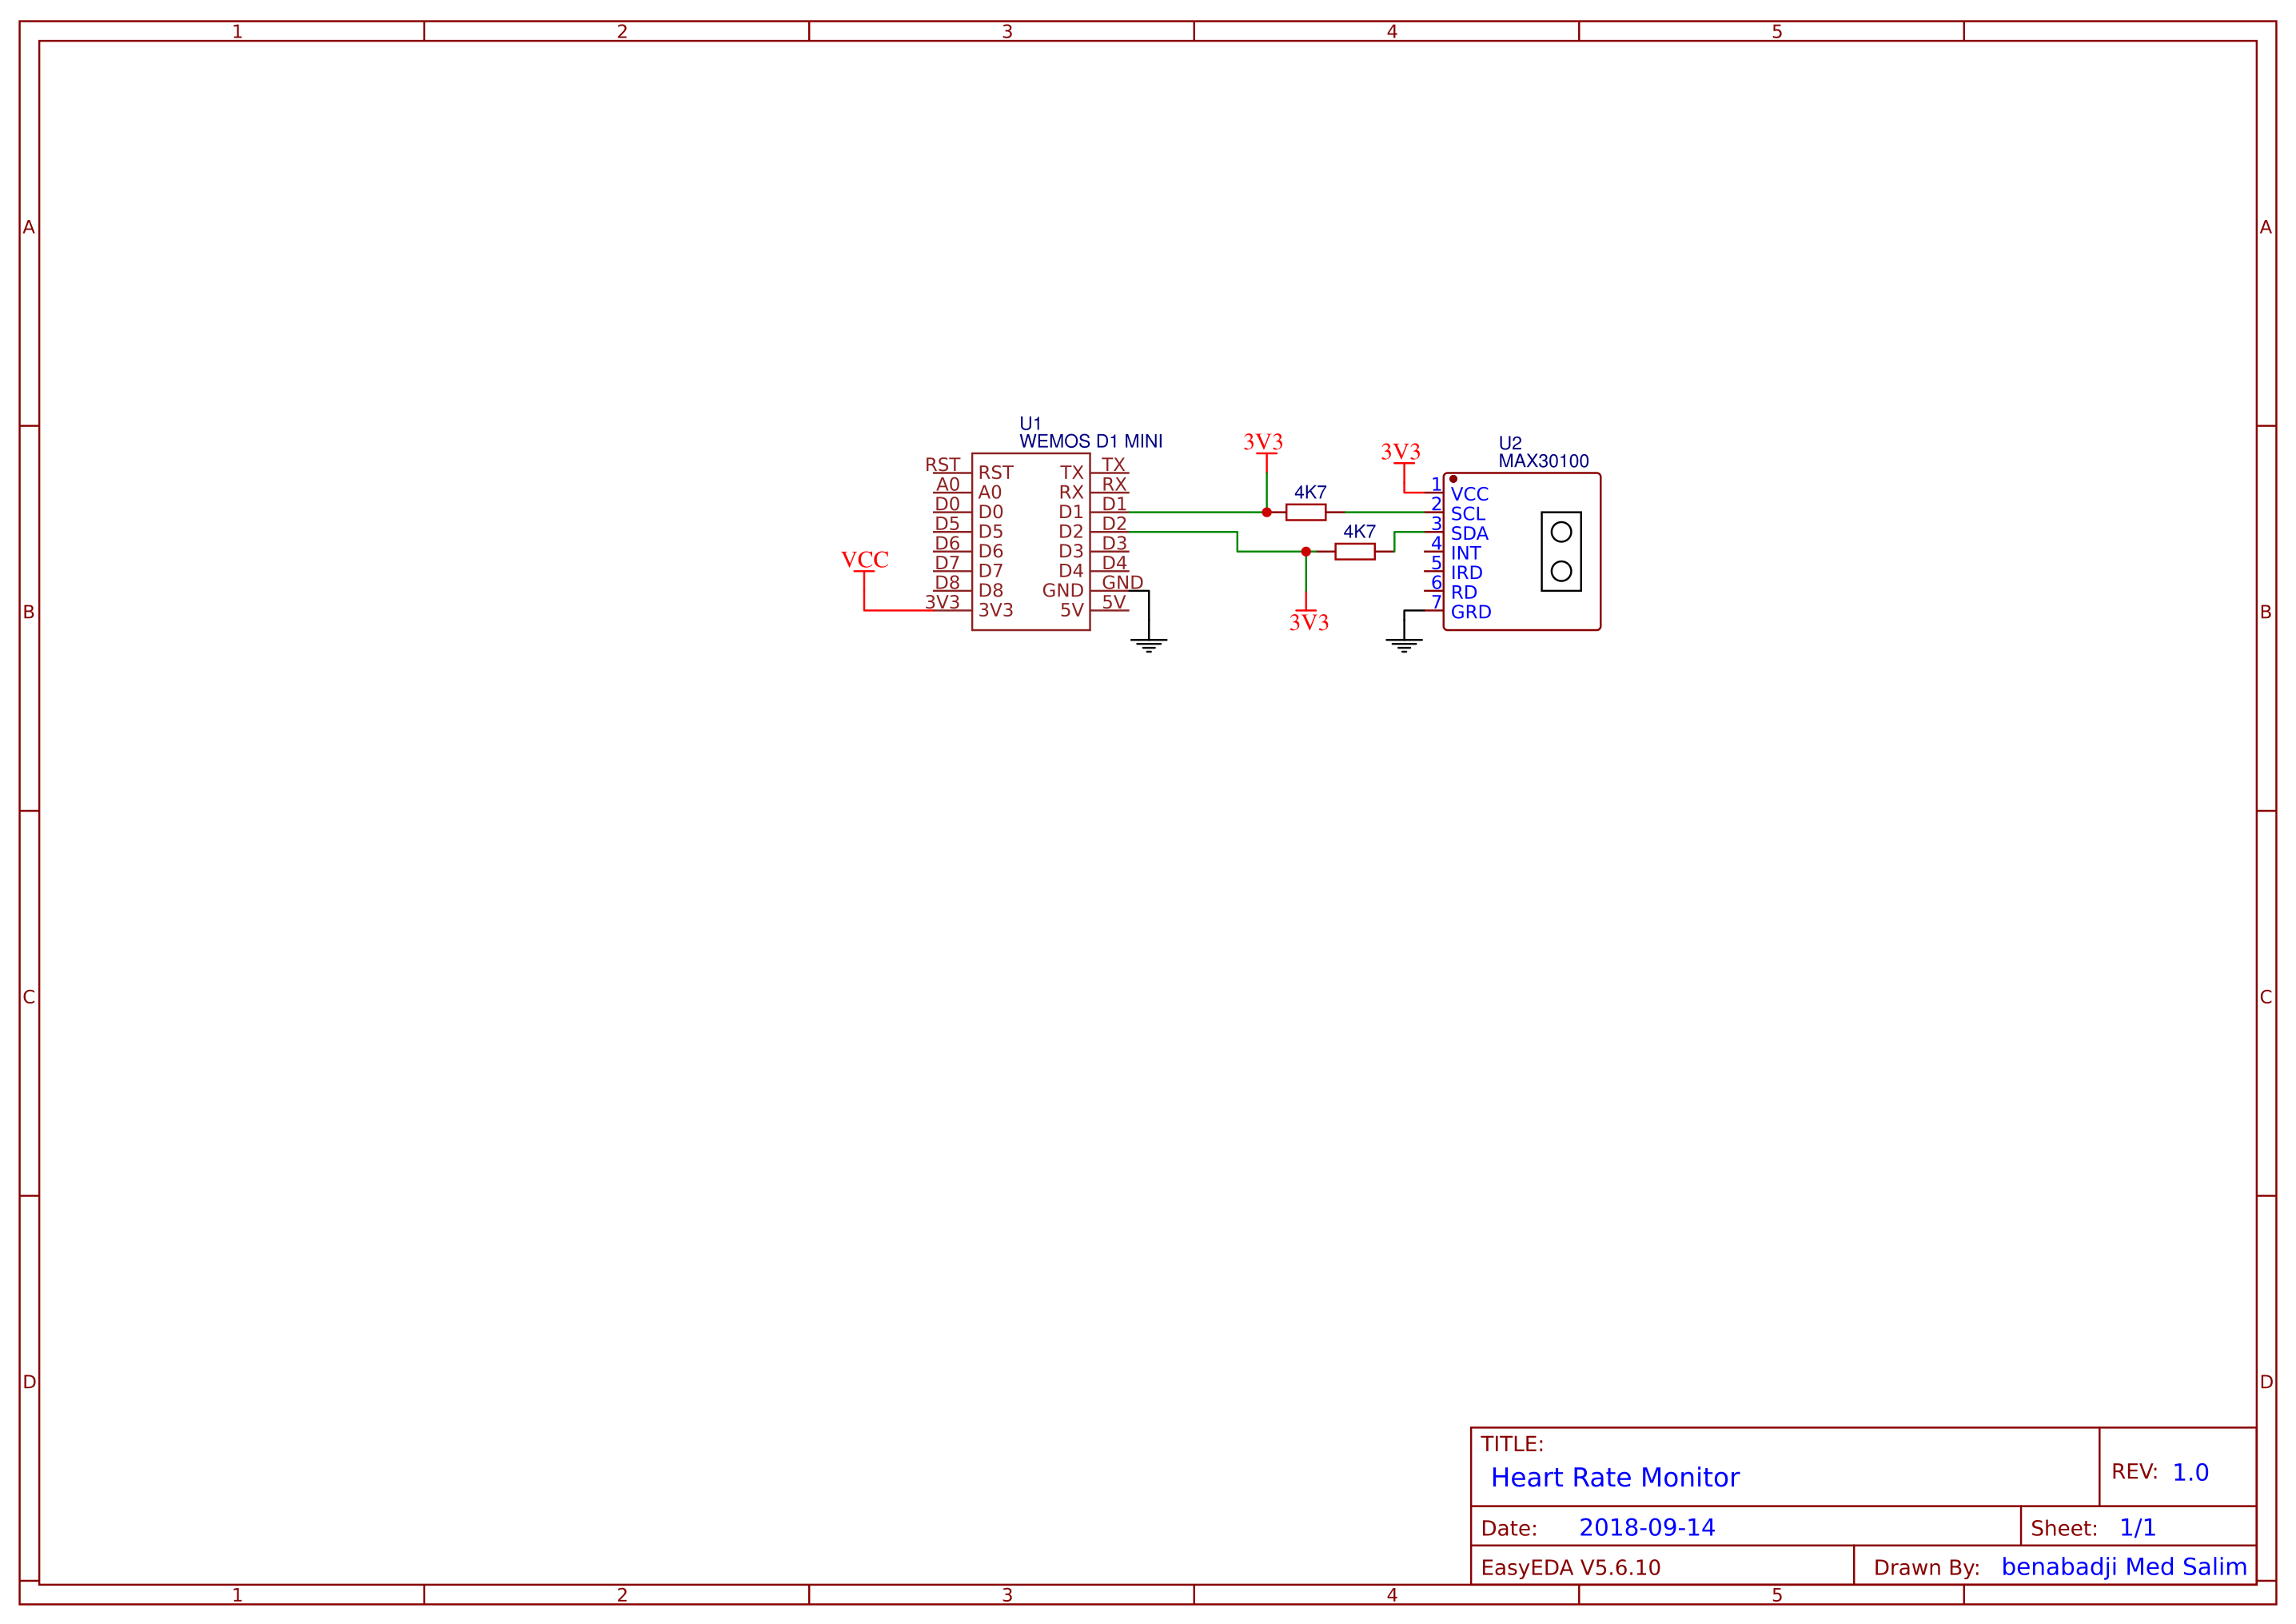 1 2 3 4 5
A A
U1
WEMOS D1 MINI
3V3
3V3
U2
MAX30100
RST RST TX TX
A0 A0 RX RX
D0 D0 D1 D1
D5 D5 D2 D2
D6 D6 D3 D3
D7 D7 D4 D4
D8 D8 GND GND
3V3 3V3 5V 5V
VCC
4K7
4K7
3V3
1 VCC
2 SCL
3 SDA
4 INT
5 IRD
6 RD
7 GRD
B B
C C
D D
TITLE:
Heart Rate Monitor
REV: 1.0
Date: 2018-09-14
Sheet: 1/1
EasyEDA V5.6.10
Drawn By: benabadji Med Salim
1 2 3 4 5